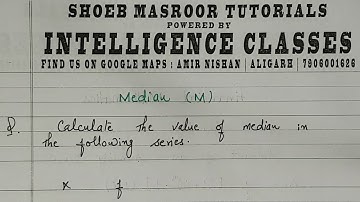 SHOEB MASROOR TUTORIALS
POWERED BY
INTELLIGENCE CLASSES
FIND US ON GOOGLE MAPS : AMIR NISHAN | ALIGARH | 7906001626
Median (M)
Q. Calculate the value of median in
the following series.
x f